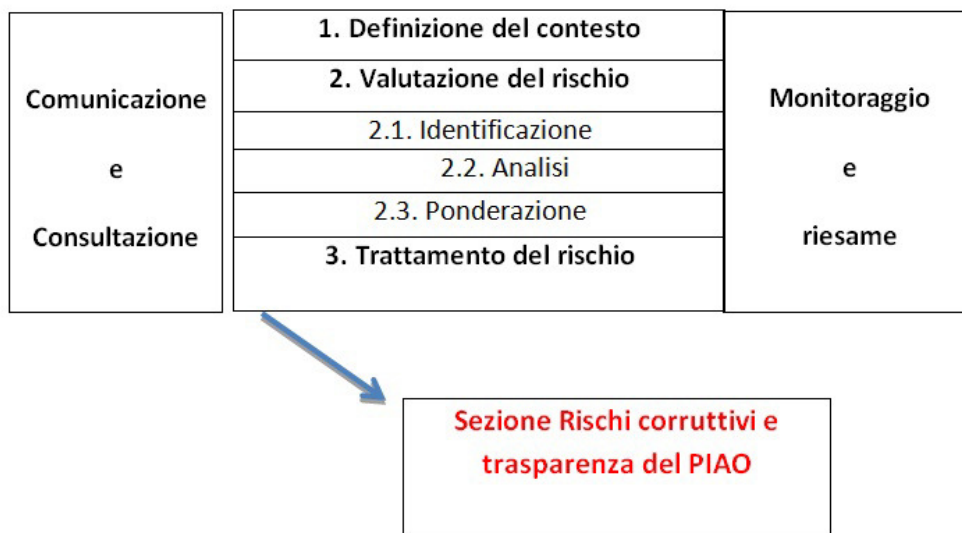 Comunicazione
e
Consultazione
1. Definizione del contesto
2. Valutazione del rischio
2.1. Identificazione
2.2. Analisi
2.3. Ponderazione
3. Trattamento del rischio
Monitoraggio
e
riesame
Sezione Rischi corruttivi e
trasparenza del PIAO